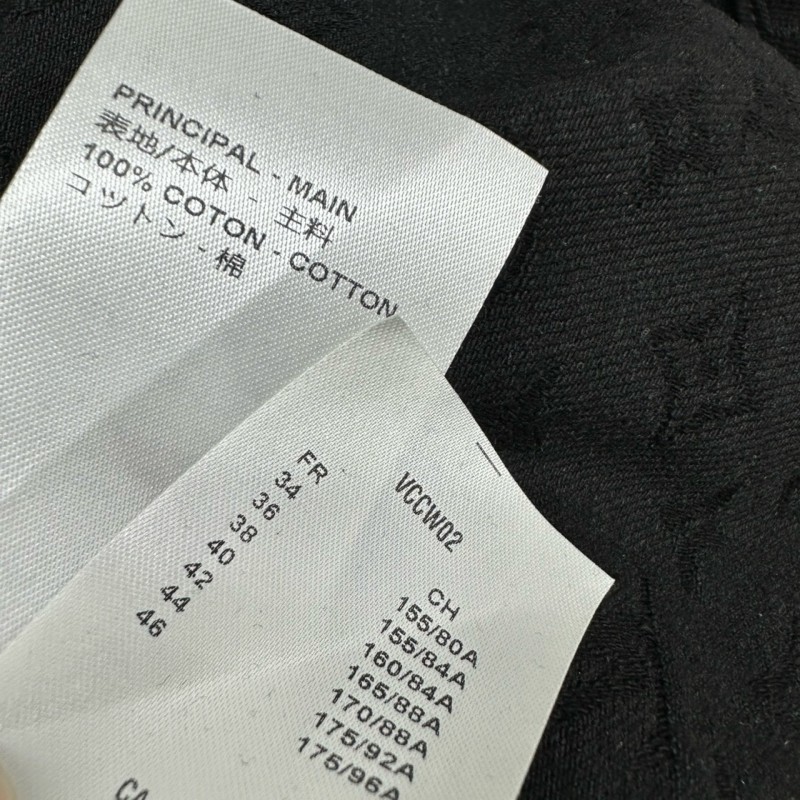 PRINCIPAL - MAIN
表地/本体 - 主料
100% COTON - COTTON
コツトン - 棉
VCCW02
FR CH
34 155/80A
36 155/84A
38 160/84A
40 165/88A
42 170/88A
44 175/92A
46 175/96A
CA